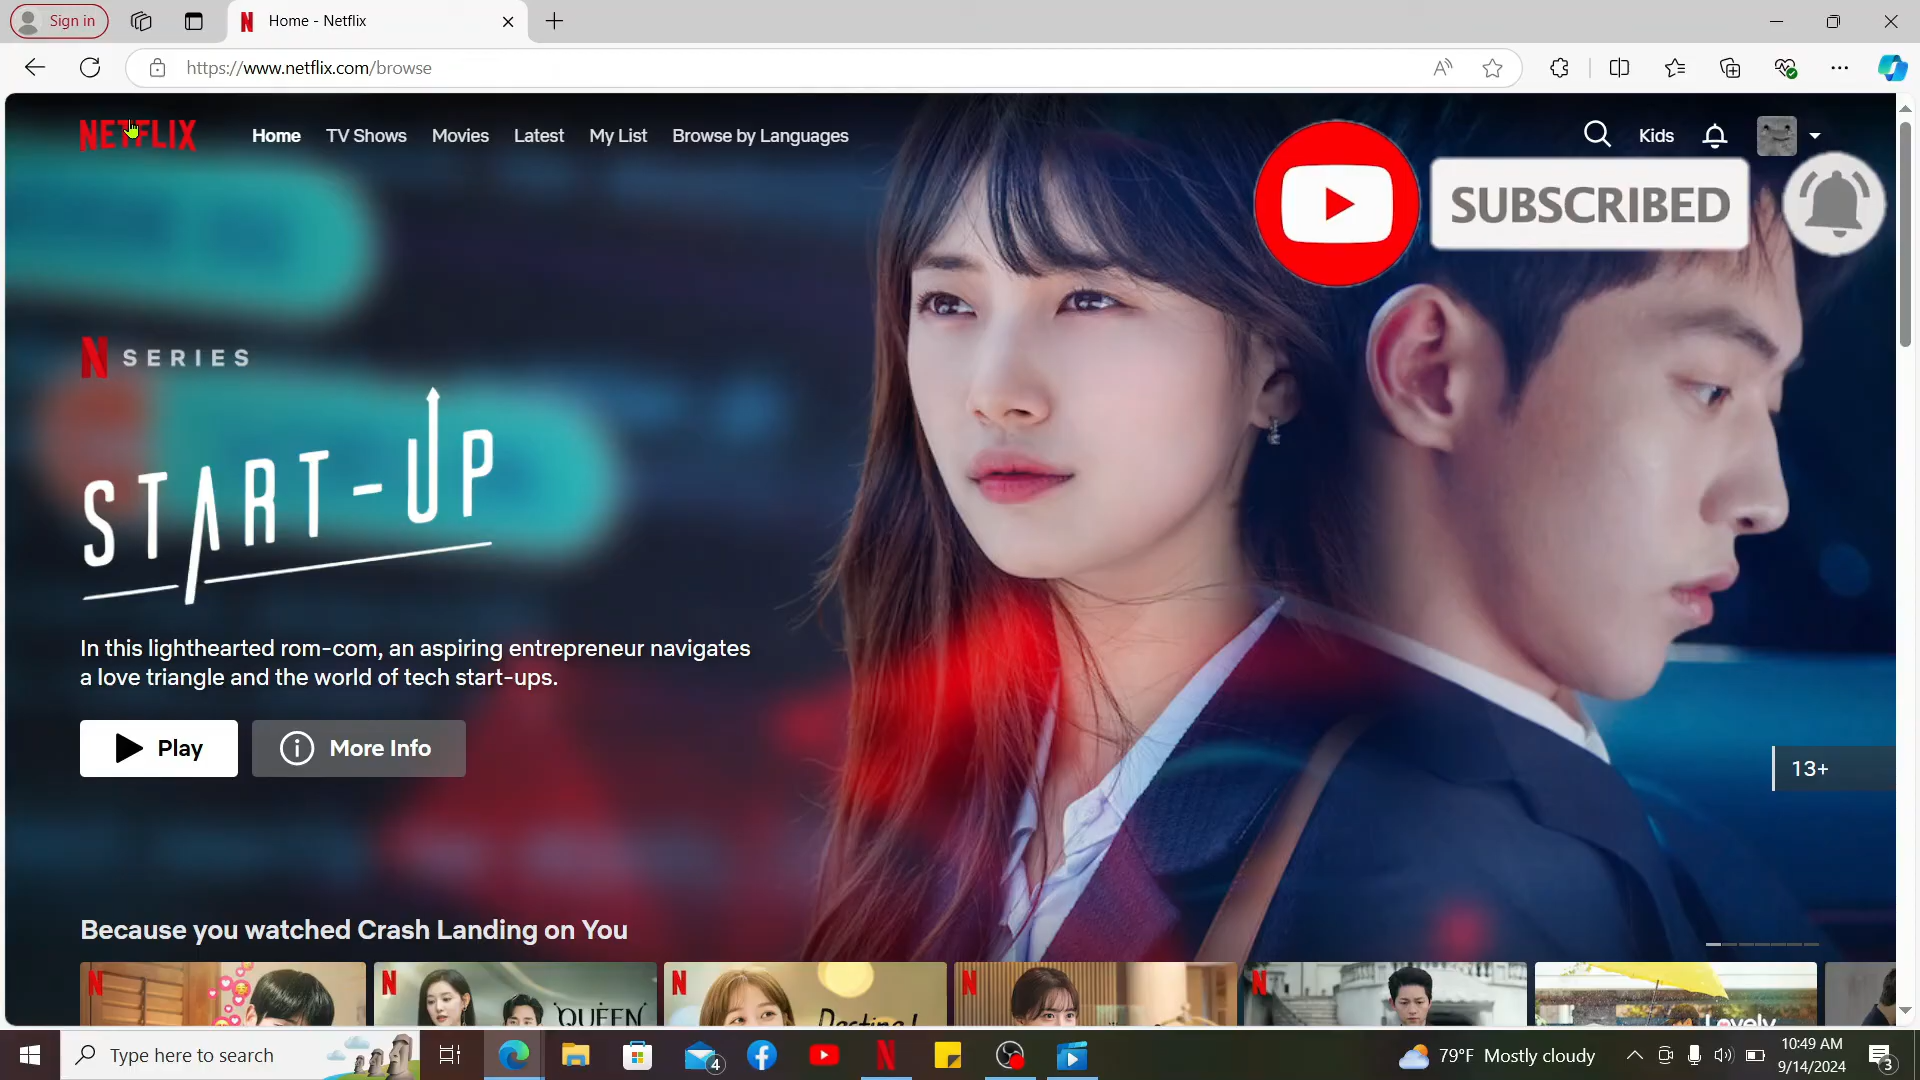 Sign in
Home - Netflix
https://www.netflix.com/browse
NETFLIX
Home
TV Shows
Movies
Latest
My List
Browse by Languages
Kids
SUBSCRIBED
N SERIES
START-UP
In this lighthearted rom-com, an aspiring entrepreneur navigates
a love triangle and the world of tech start-ups.
Play
More Info
13+
Because you watched Crash Landing on You
QUEEN
Destined
Lovely
Type here to search
4
79°F Mostly cloudy
10:49 AM
9/14/2024
3